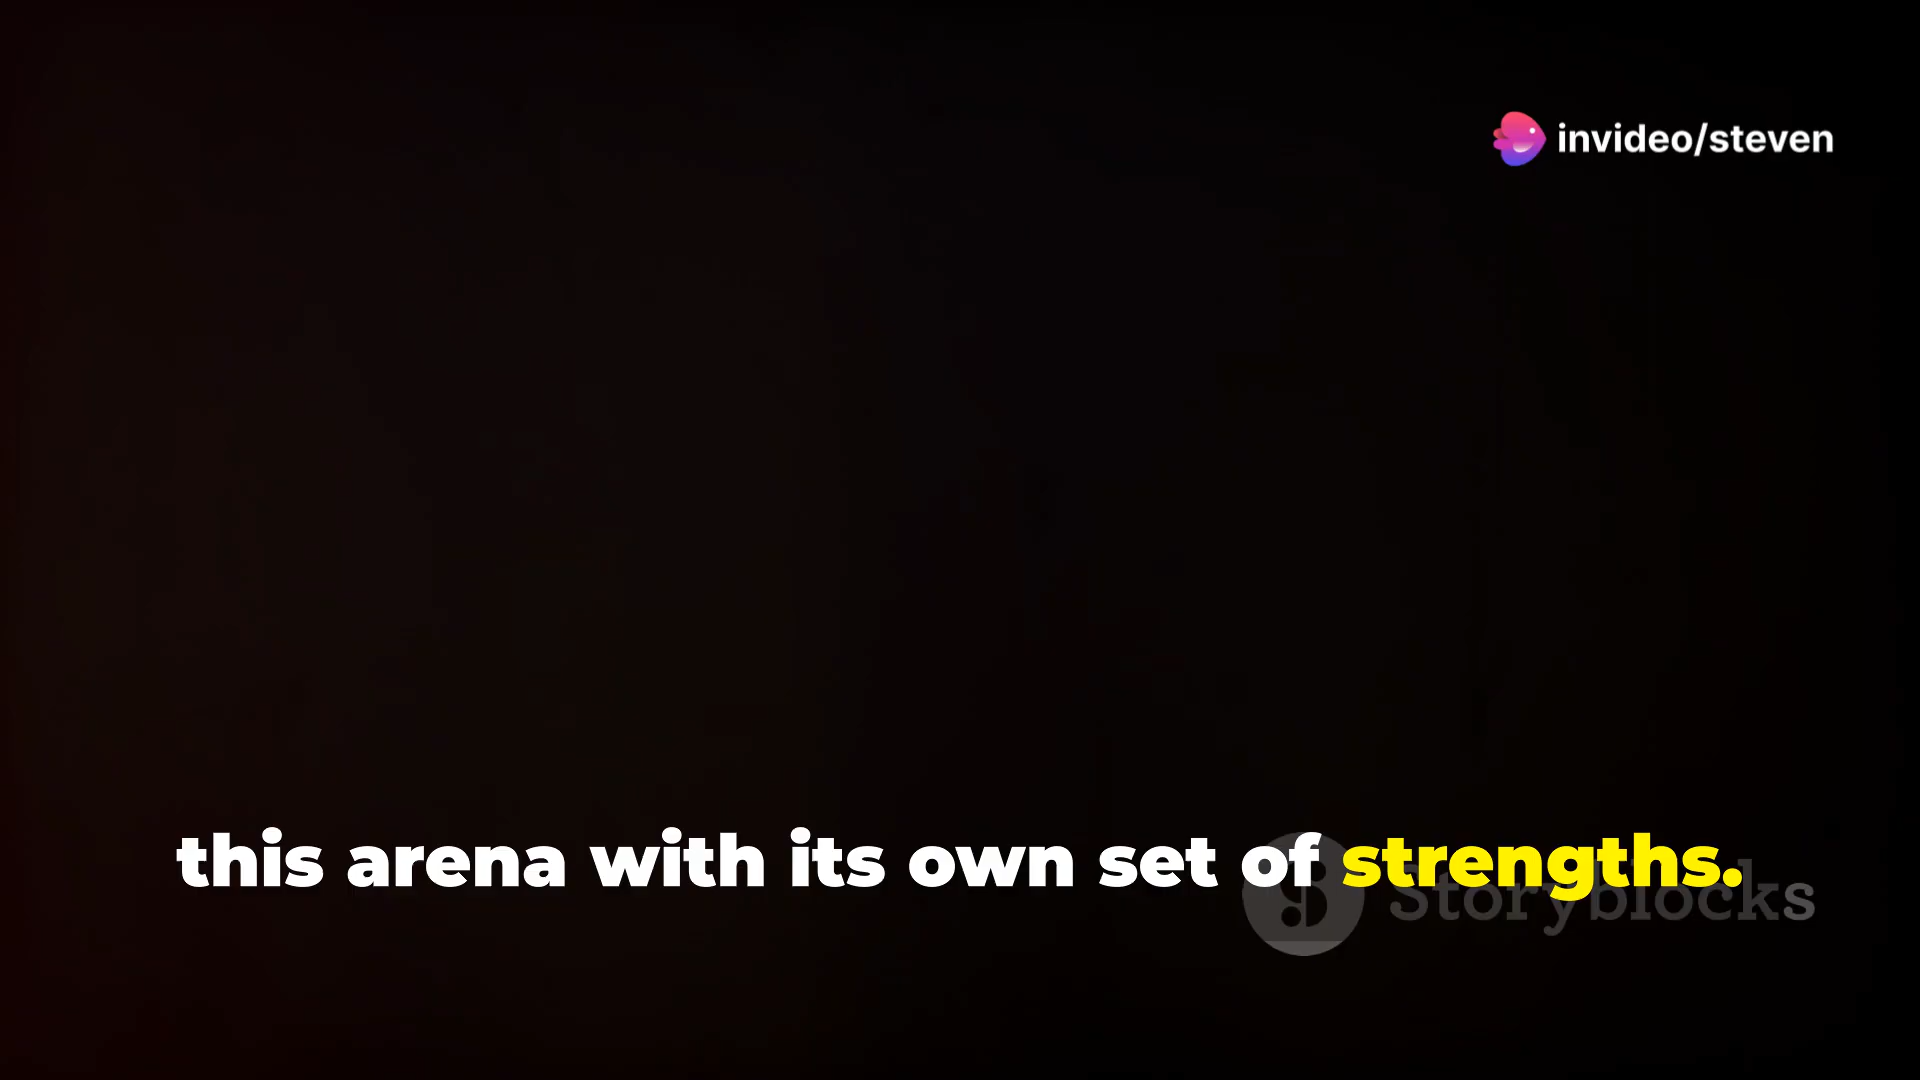 invideo/steven
this arena with its own set of strengths.
Storyblocks